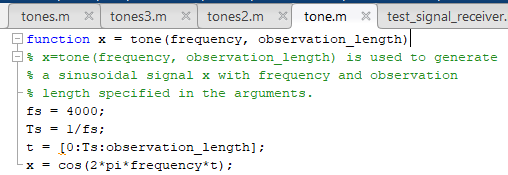 tones.m tones3.m tones2.m tone.m test_signal_receiver.
function x = tone(frequency, observation_length)
% x=tone(frequency, observation_length) is used to generate
% a sinusoidal signal x with frequency and observation
% length specified in the arguments.
fs = 4000;
Ts = 1/fs;
t = [0:Ts:observation_length];
x = cos(2*pi*frequency*t);